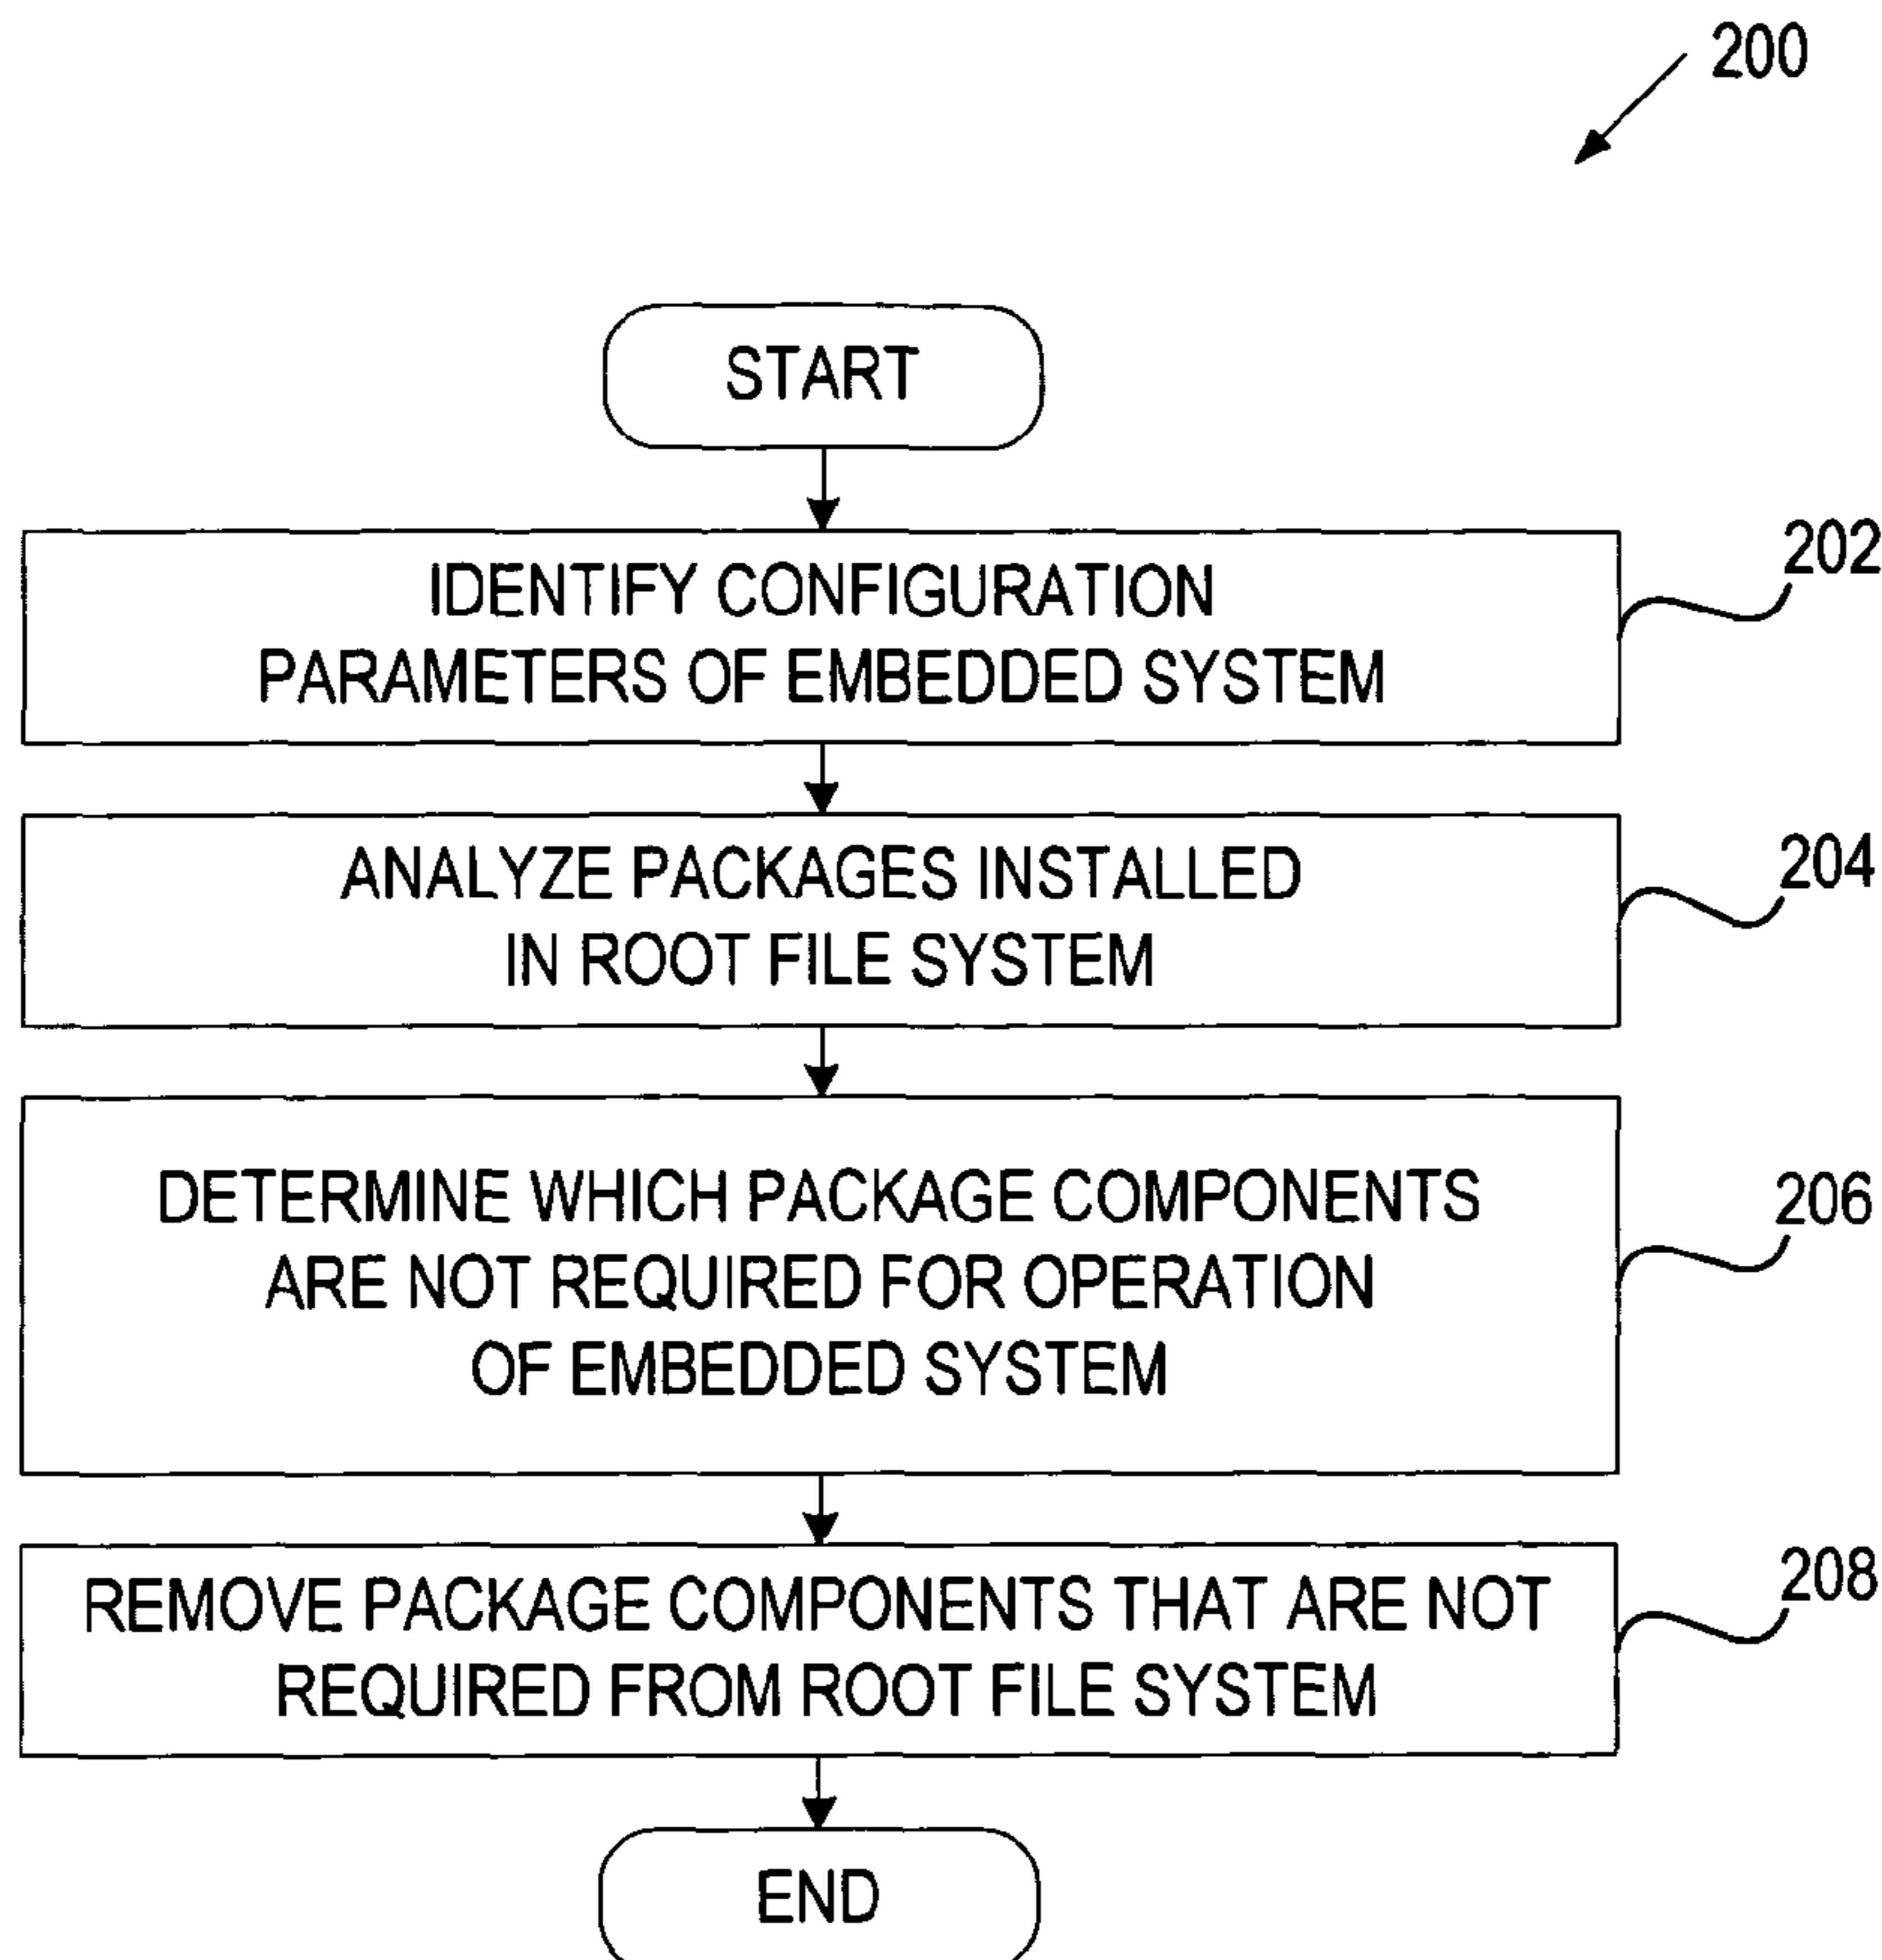 200
START
202
IDENTIFY CONFIGURATION
PARAMETERS OF EMBEDDED SYSTEM
204
ANALYZE PACKAGES INSTALLED
IN ROOT FILE SYSTEM
206
DETERMINE WHICH PACKAGE COMPONENTS
ARE NOT REQUIRED FOR OPERATION
OF EMBEDDED SYSTEM
208
REMOVE PACKAGE COMPONENTS THAT ARE NOT
REQUIRED FROM ROOT FILE SYSTEM
END